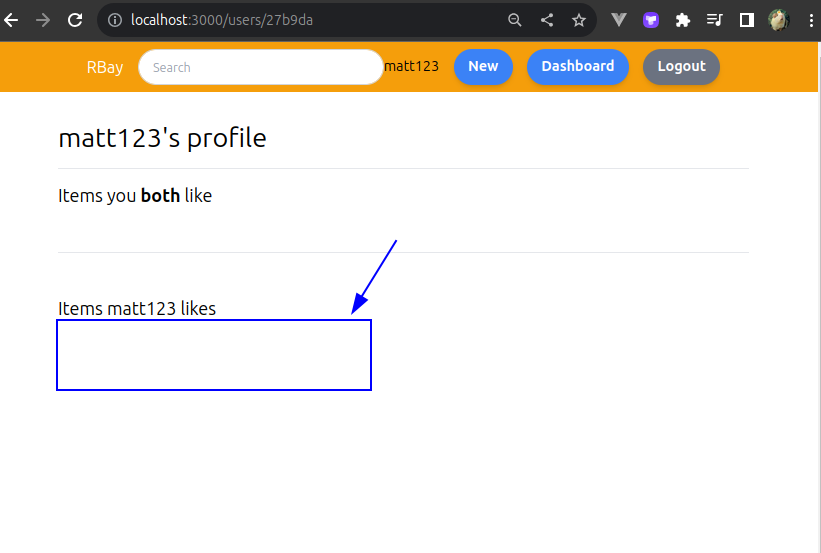 localhost:3000/users/27b9da
RBay Search matt123 New Dashboard Logout
matt123's profile
Items you both like
Items matt123 likes